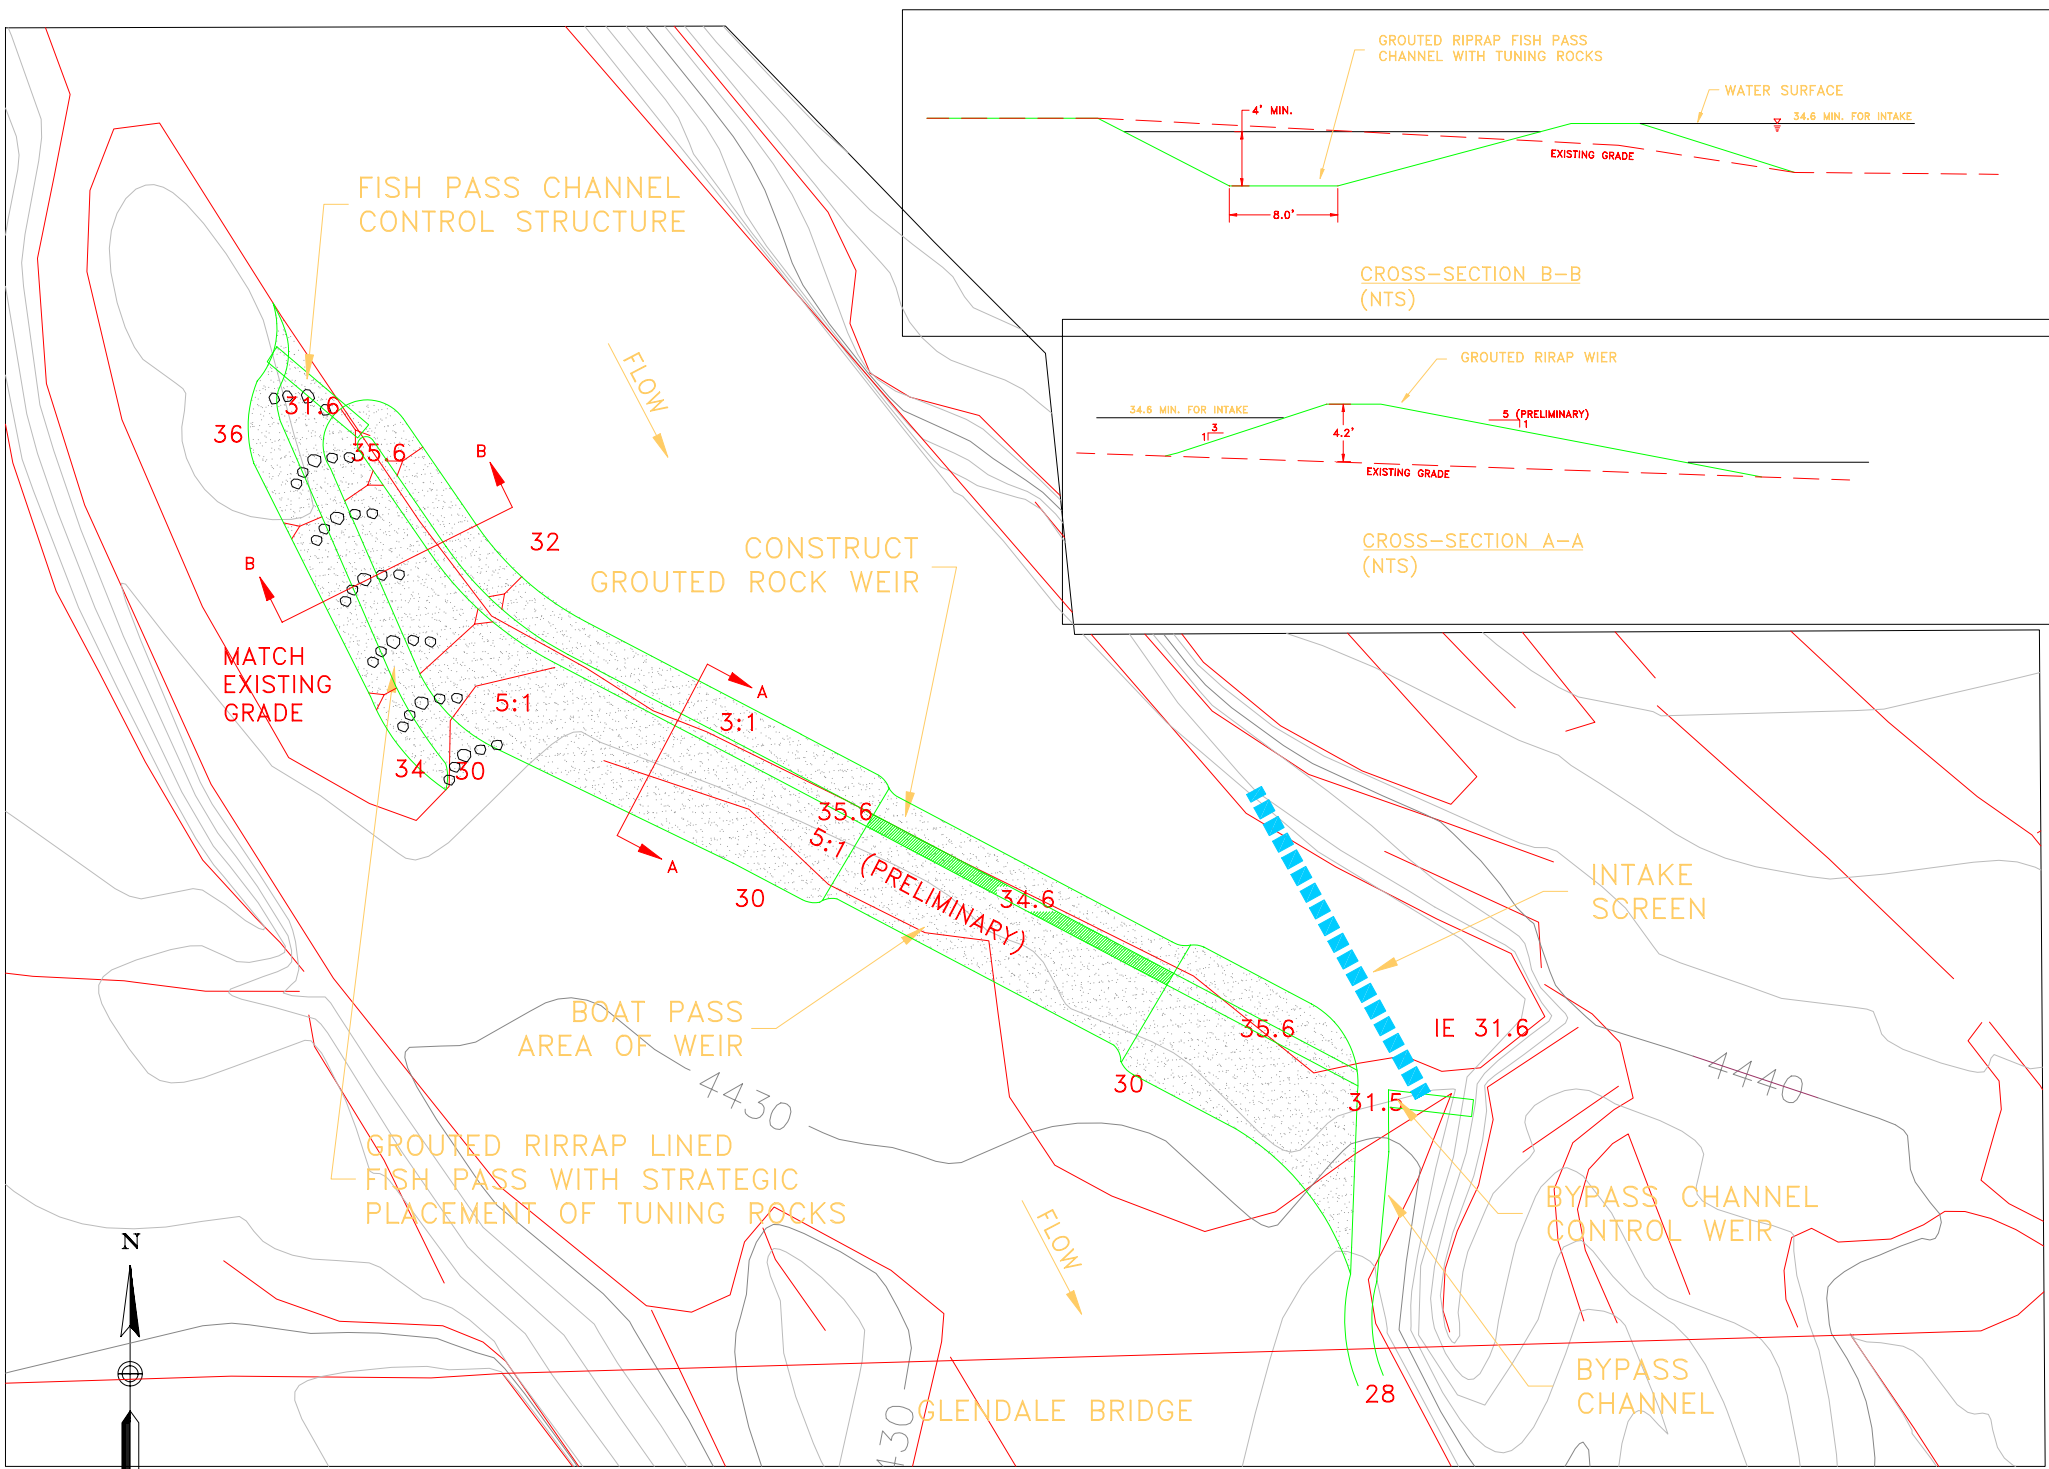 GROUTED RIPRAP FISH PASS
CHANNEL WITH TUNING ROCKS
WATER SURFACE
4' MIN.
34.6 MIN. FOR INTAKE
EXISTING GRADE
8.0'
CROSS-SECTION B-B
(NTS)
GROUTED RIRAP WIER
34.6 MIN. FOR INTAKE
4.2'
3
1
5 (PRELIMINARY)
1
EXISTING GRADE
CROSS-SECTION A-A
(NTS)
FISH PASS CHANNEL
CONTROL STRUCTURE
FLOW
31.6
36
35.6
B
32
B
CONSTRUCT
GROUTED ROCK WEIR
MATCH
EXISTING
GRADE
A
5:1
3:1
34
30
35.6
5:1 (PRELIMINARY)
A
30
34.6
INTAKE
SCREEN
BOAT PASS
AREA OF WEIR
35.6
IE 31.6
4430
30
31.5
4440
GROUTED RIRRAP LINED
FISH PASS WITH STRATEGIC
PLACEMENT OF TUNING ROCKS
BYPASS CHANNEL
CONTROL WEIR
FLOW
N
BYPASS
CHANNEL
28
GLENDALE BRIDGE
430